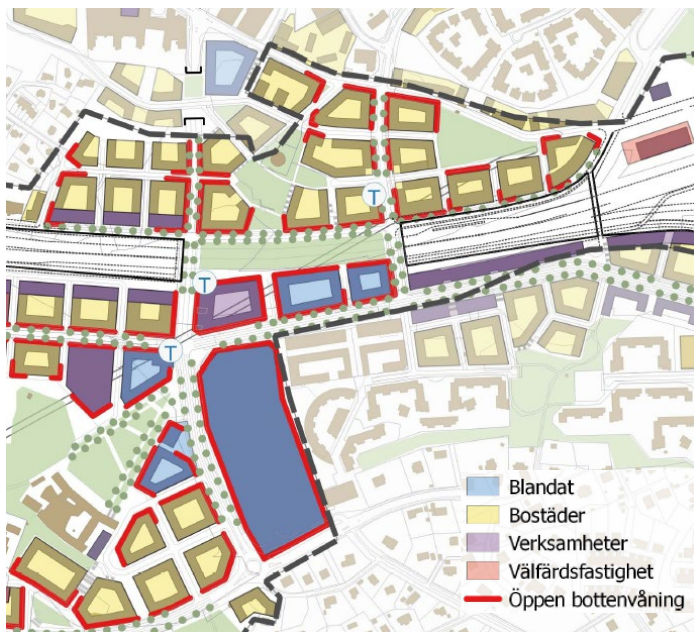 T
T
T
Blandat
Bostäder
Verksamheter
Välfärdsfastighet
Öppen bottenvåning